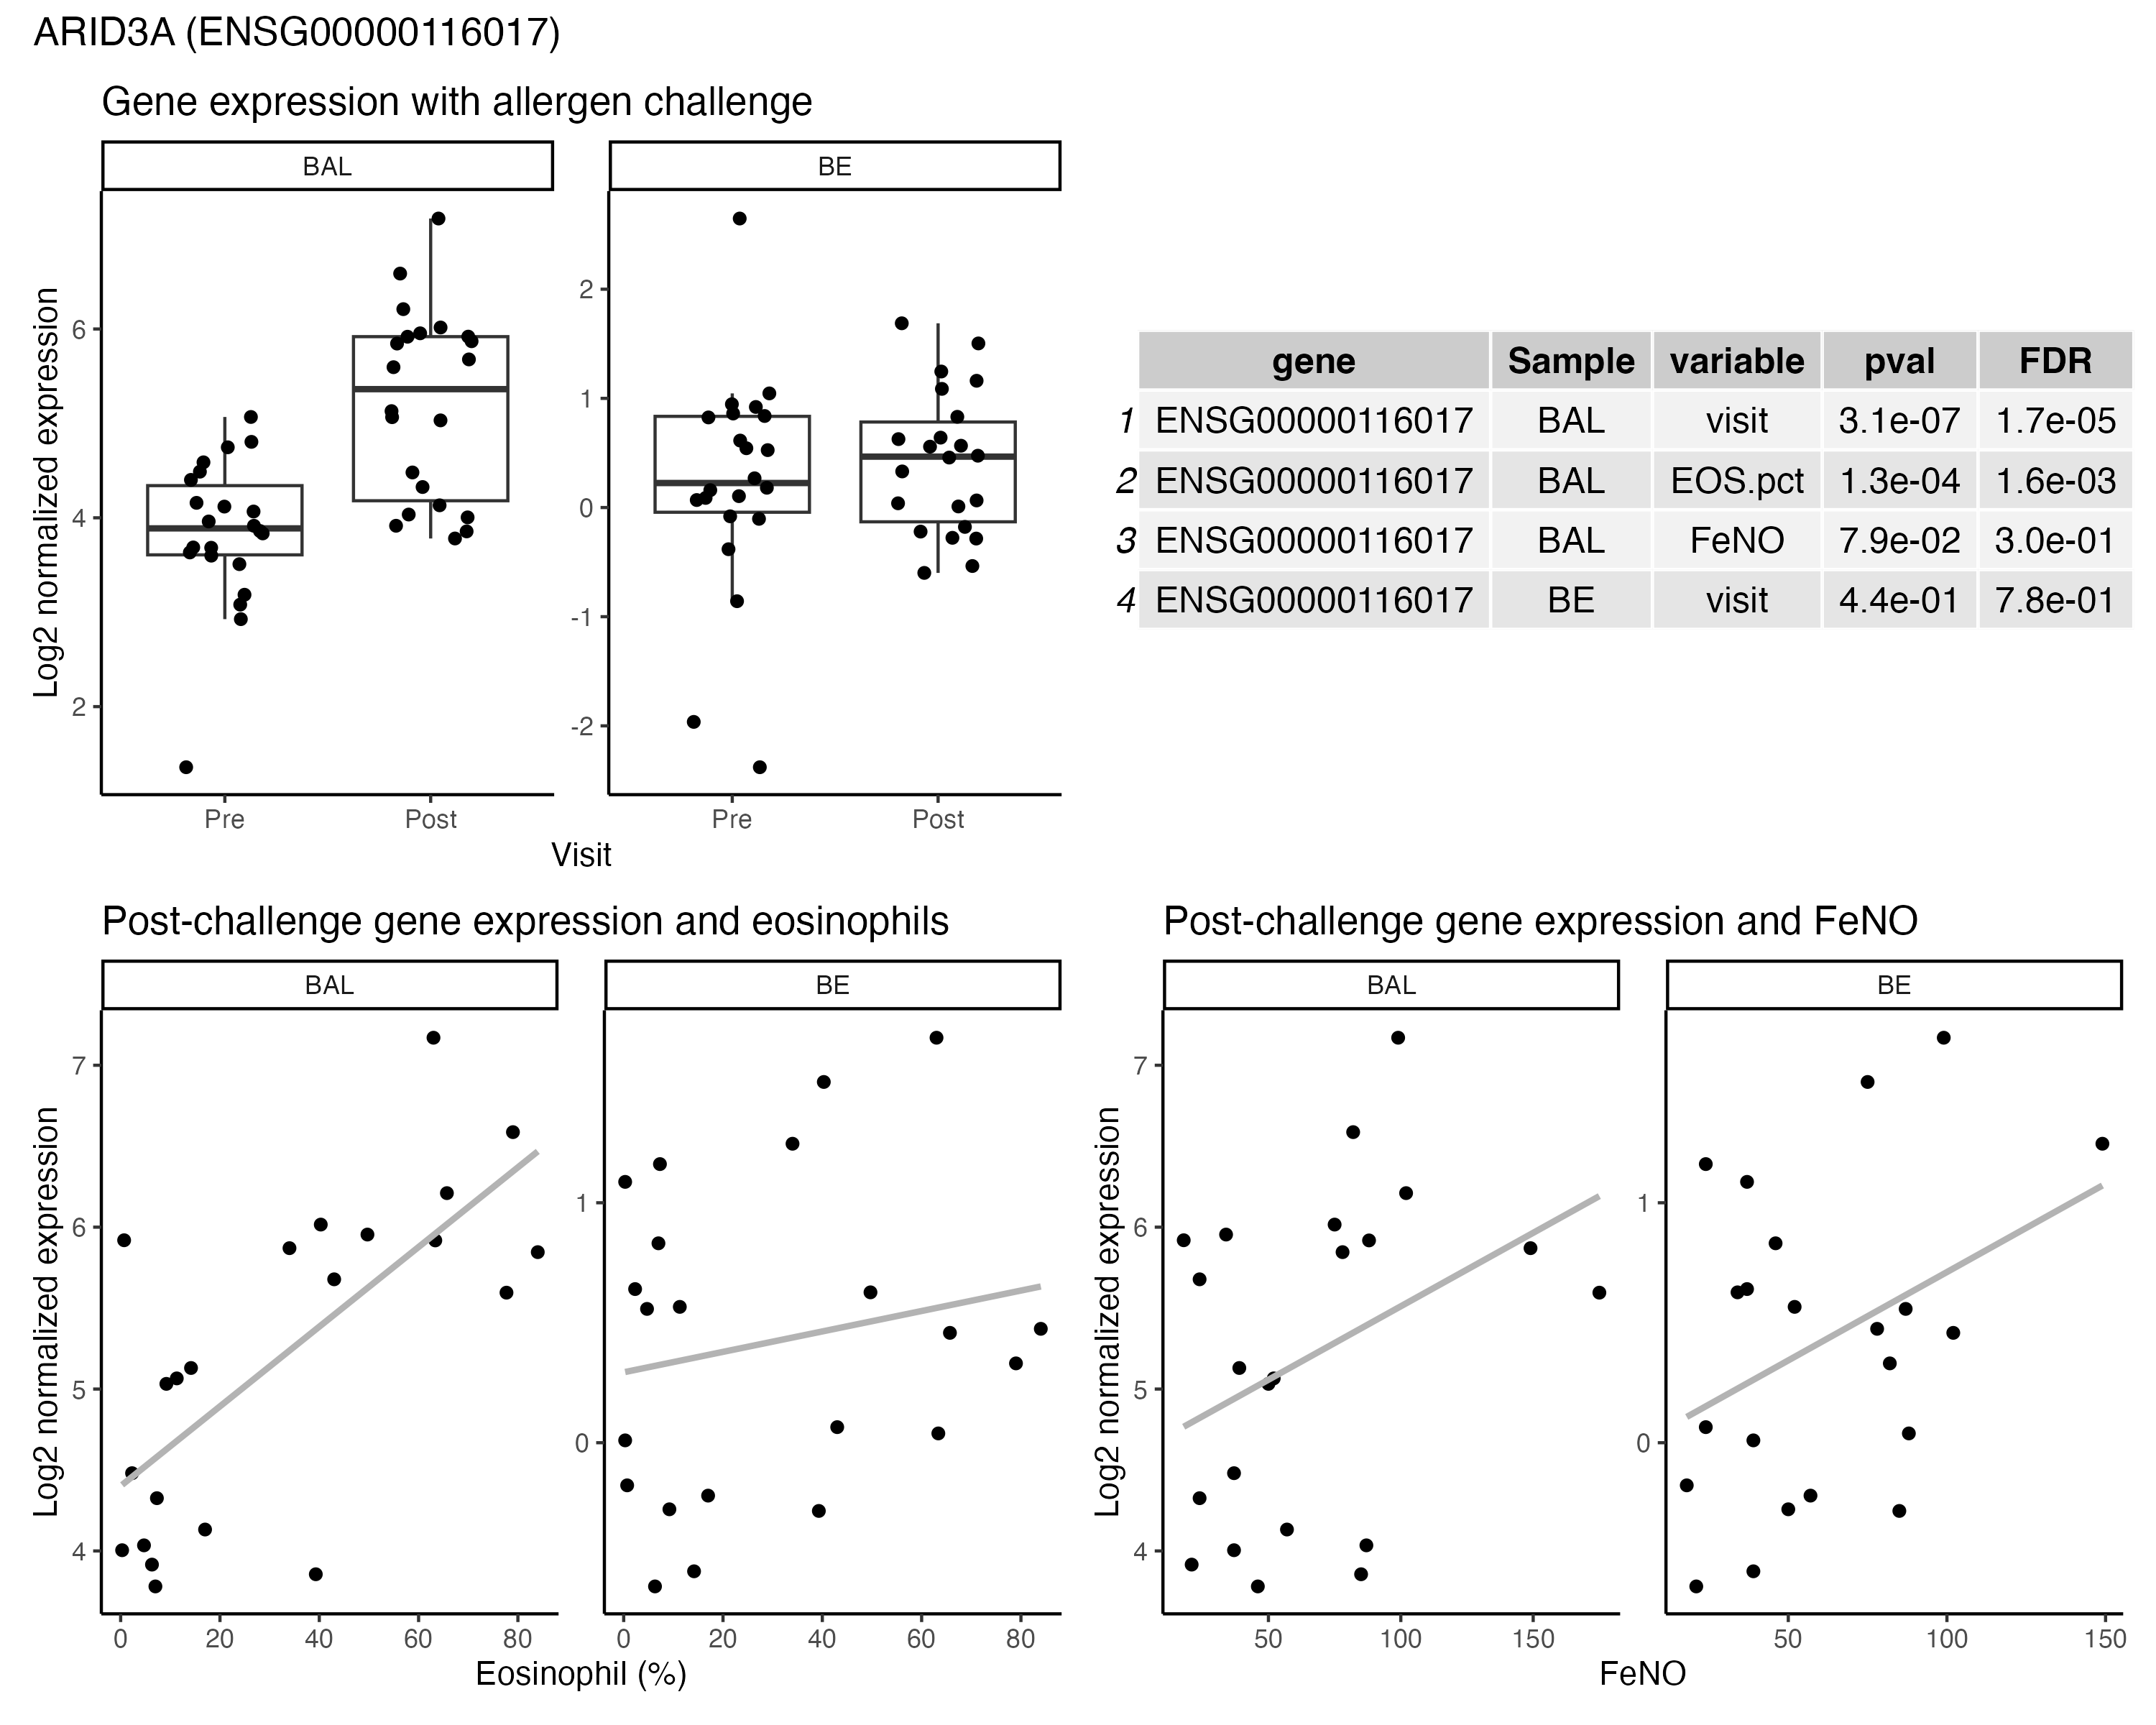 ARID3A (ENSG00000116017)
Gene expression with allergen challenge
BAL
BE
Log2 normalized expression
6
4
2
2
1
0
-1
-2
Pre
Post
Pre
Post
Visit
gene Sample variable pval FDR
1 ENSG00000116017 BAL visit 3.1e-07 1.7e-05
2 ENSG00000116017 BAL EOS.pct 1.3e-04 1.6e-03
3 ENSG00000116017 BAL FeNO 7.9e-02 3.0e-01
4 ENSG00000116017 BE visit 4.4e-01 7.8e-01
Post-challenge gene expression and eosinophils
BAL
BE
Log2 normalized expression
7
6
5
4
1
0
0 20 40 60 80
0 20 40 60 80
Eosinophil (%)
Post-challenge gene expression and FeNO
BAL
BE
Log2 normalized expression
7
6
5
4
1
0
50 100 150
50 100 150
FeNO